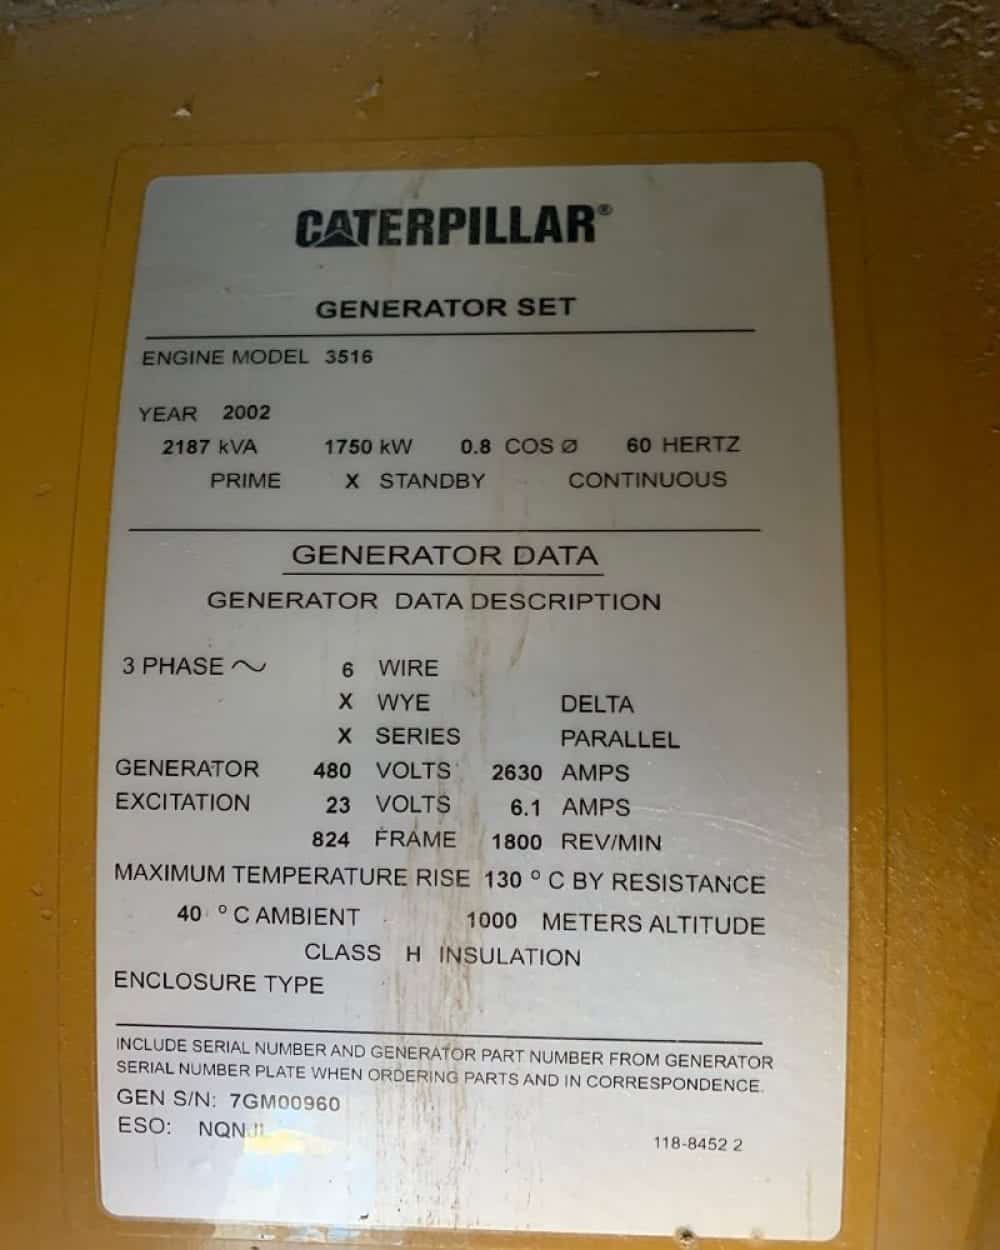 CATERPILLAR®
GENERATOR SET
ENGINE MODEL 3516
YEAR 2002
2187 kVA 1750 kW 0.8 COS Ø 60 HERTZ
PRIME X STANDBY CONTINUOUS
GENERATOR DATA
GENERATOR DATA DESCRIPTION
3 PHASE ~ 6 WIRE
X WYE DELTA
X SERIES PARALLEL
GENERATOR 480 VOLTS 2630 AMPS
EXCITATION 23 VOLTS 6.1 AMPS
824 FRAME 1800 REV/MIN
MAXIMUM TEMPERATURE RISE 130 ° C BY RESISTANCE
40 ° C AMBIENT 1000 METERS ALTITUDE
CLASS H INSULATION
ENCLOSURE TYPE
INCLUDE SERIAL NUMBER AND GENERATOR PART NUMBER FROM GENERATOR
SERIAL NUMBER PLATE WHEN ORDERING PARTS AND IN CORRESPONDENCE.
GEN S/N: 7GM00960
ESO:
118-8452 2